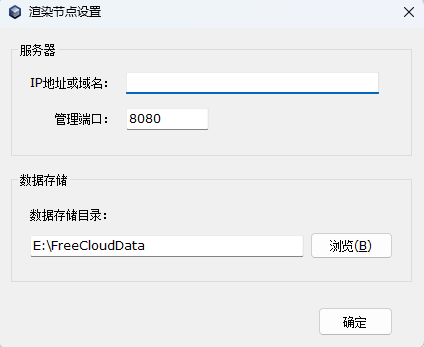 渲染节点设置
服务器
IP地址或域名：
管理端口： 8080
数据存储
数据存储目录：
E:\FreeCloudData 浏览(B)
确定